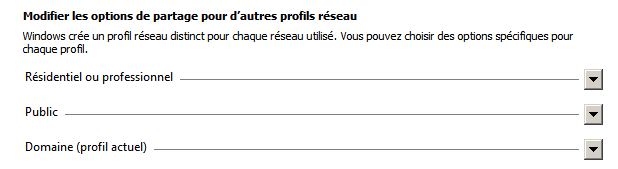 Modifier les options de partage pour d'autres profils réseau
Windows crée un profil réseau distinct pour chaque réseau utilisé. Vous pouvez choisir des options spécifiques pour
chaque profil.
Résidentiel ou professionnel
Public
Domaine (profil actuel)